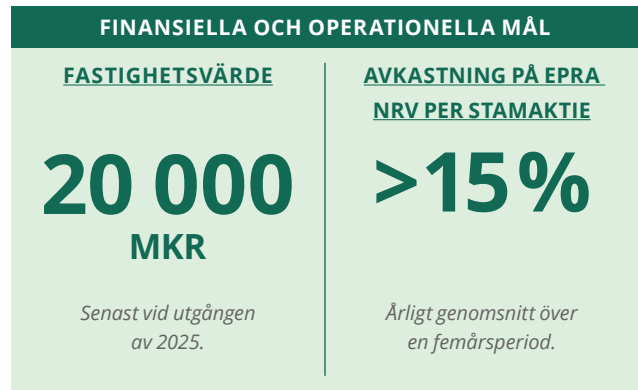 FINANSIELLA OCH OPERATIONELLA MÅL
FASTIGHETSVÄRDE
20 000
MKR
Senast vid utgången
av 2025.
AVKASTNING PÅ EPRA
NRV PER STAMAKTIE
>15%
Årligt genomsnitt över
en femårsperiod.